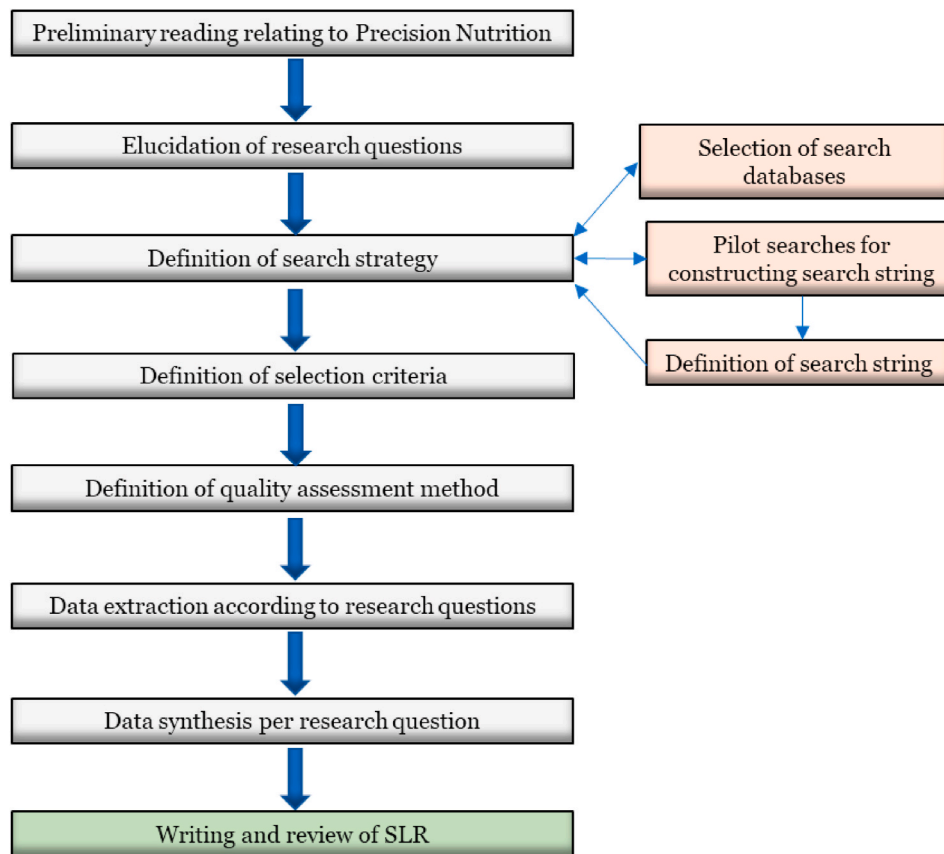 Preliminary reading relating to Precision Nutrition
Elucidation of research questions
Selection of search
databases
Definition of search strategy
Pilot searches for
constructing search string
Definition of search string
Definition of selection criteria
Definition of quality assessment method
Data extraction according to research questions
Data synthesis per research question
Writing and review of SLR